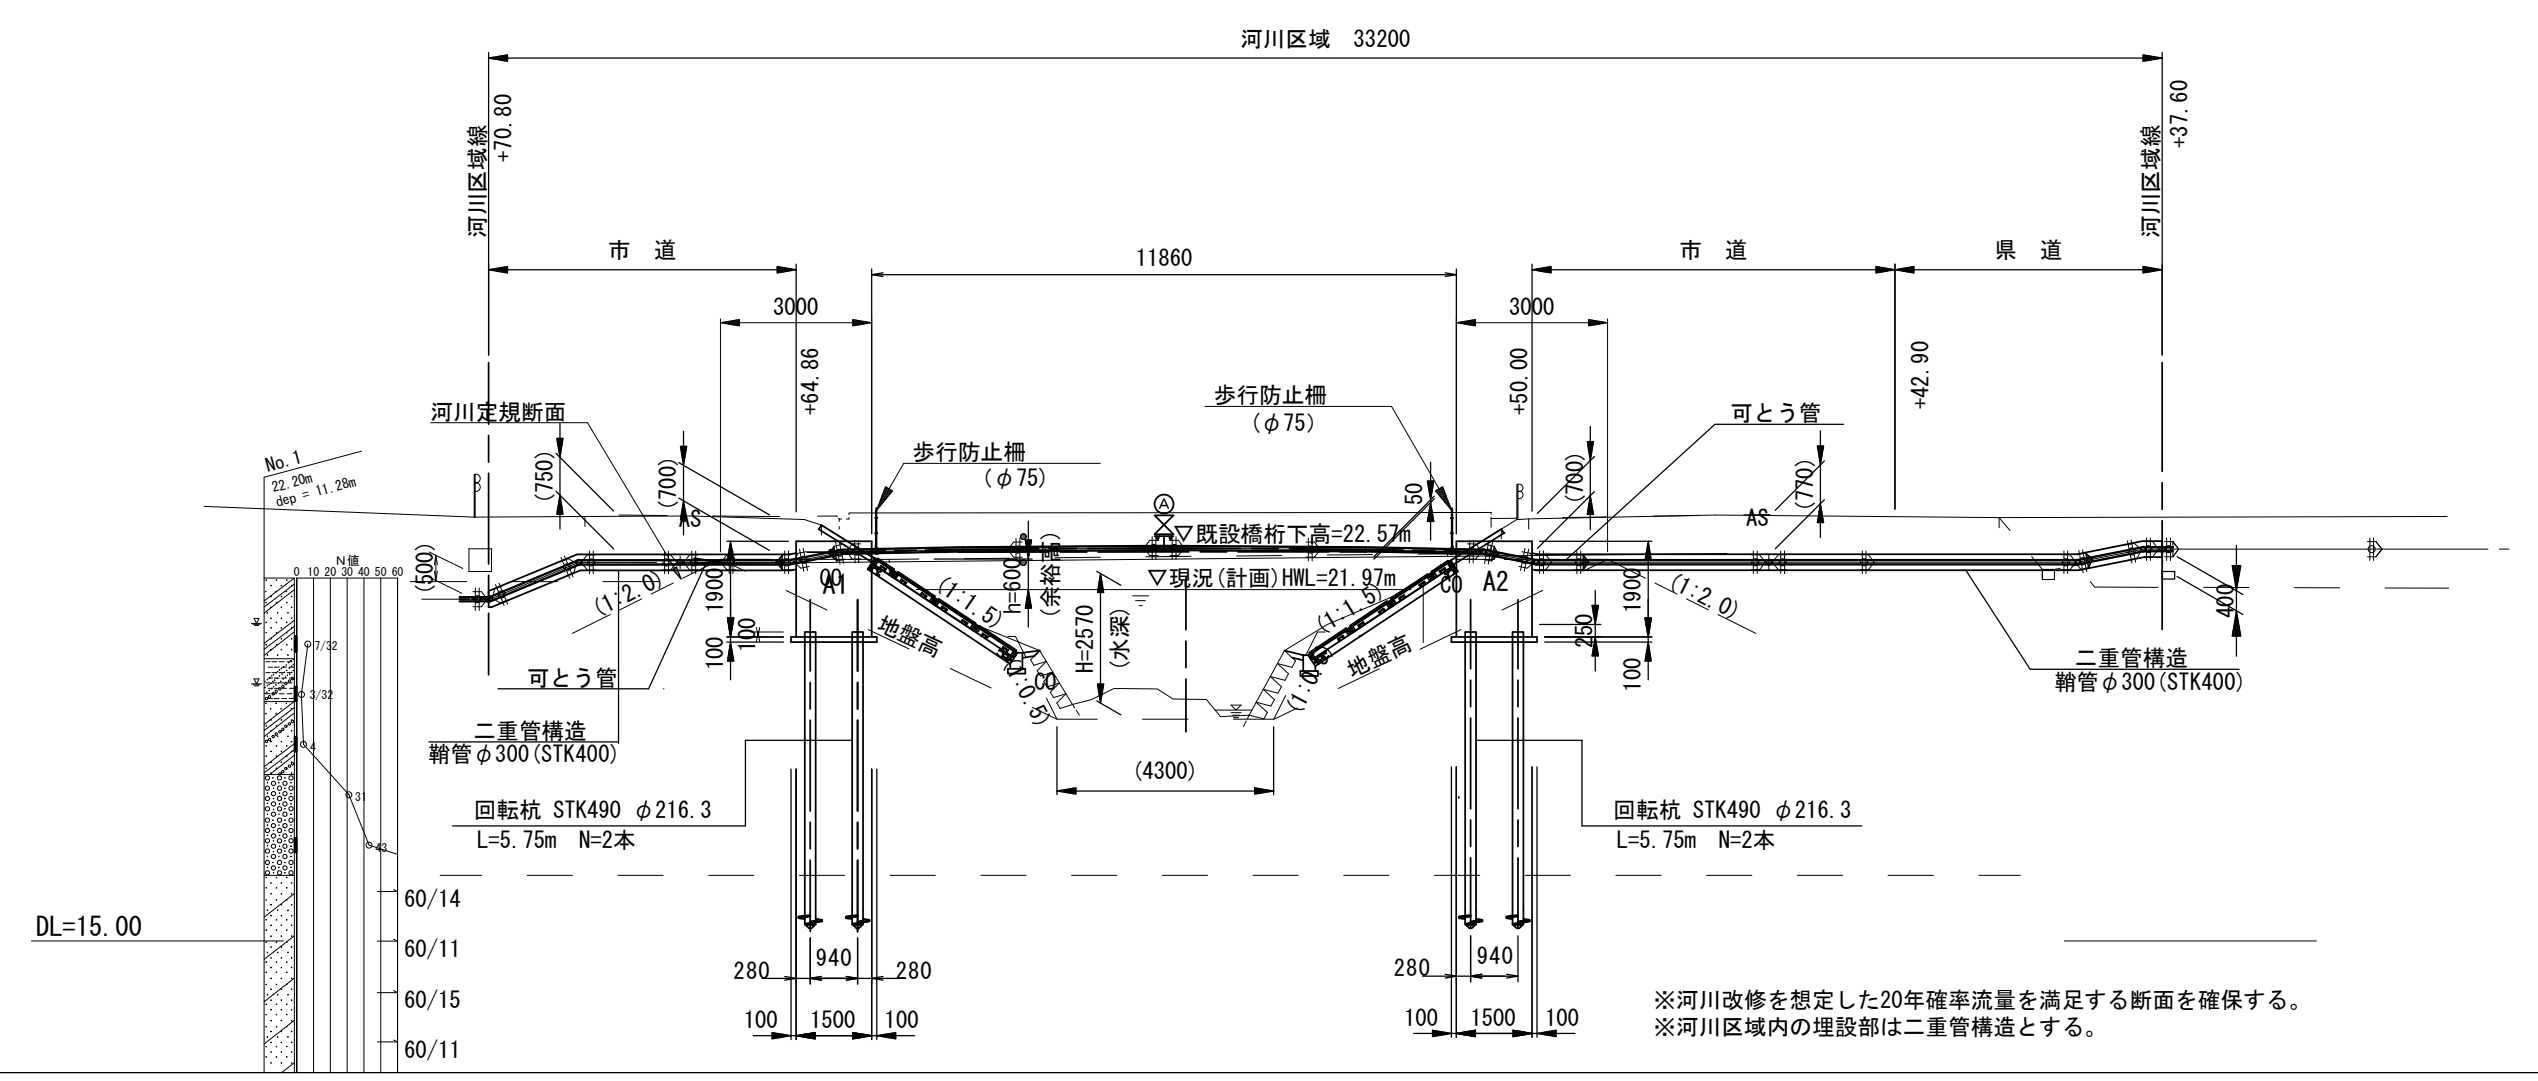 河川区域 33200
河川区域線
+70.80
河川区域線
+37.60
市 道
11860
市 道
県 道
3000
3000
+64.86
+50.00
+42.90
河川定規断面
歩行防止柵
(φ75)
歩行防止柵
(φ75)
可とう管
No.1
22.20m
dep = 11.28m
(750)
(700)
AS
50
(700)
(770)
AS
A
▽既設橋桁下高=22.57m
▽現況(計画)HWL=21.97m
h=600
(余裕高)
H=2570
(水深)
N値
0 10 20 30 40 50 60
(500)
(1:2.0)
1900
100
100
A1
(1:1.5)
地盤高
CO
(1:0.5)
(1:1.5)
地盤高
CO
A2
1900
250
100
(1:2.0)
400
7/32
3/32
4
31
43
可とう管
二重管構造
鞘管φ300(STK400)
二重管構造
鞘管φ300(STK400)
(4300)
回転杭 STK490 φ216.3
L=5.75m N=2本
回転杭 STK490 φ216.3
L=5.75m N=2本
60/14
DL=15.00
60/11
60/15
60/11
280
940
280
280
940
100
1500
100
100
1500
100
※河川改修を想定した20年確率流量を満足する断面を確保する。
※河川区域内の埋設部は二重管構造とする。